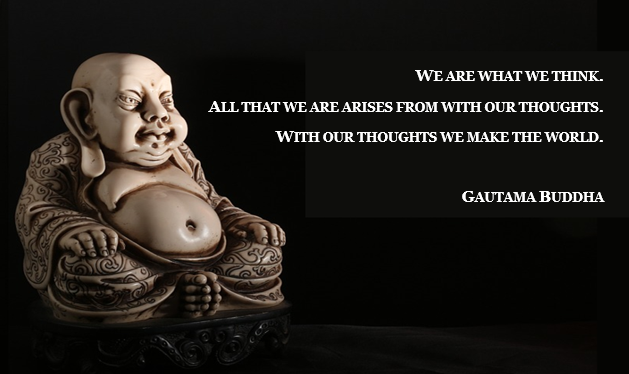 We are what we think.
All that we are arises from with our thoughts.
With our thoughts we make the world.
Gautama Buddha